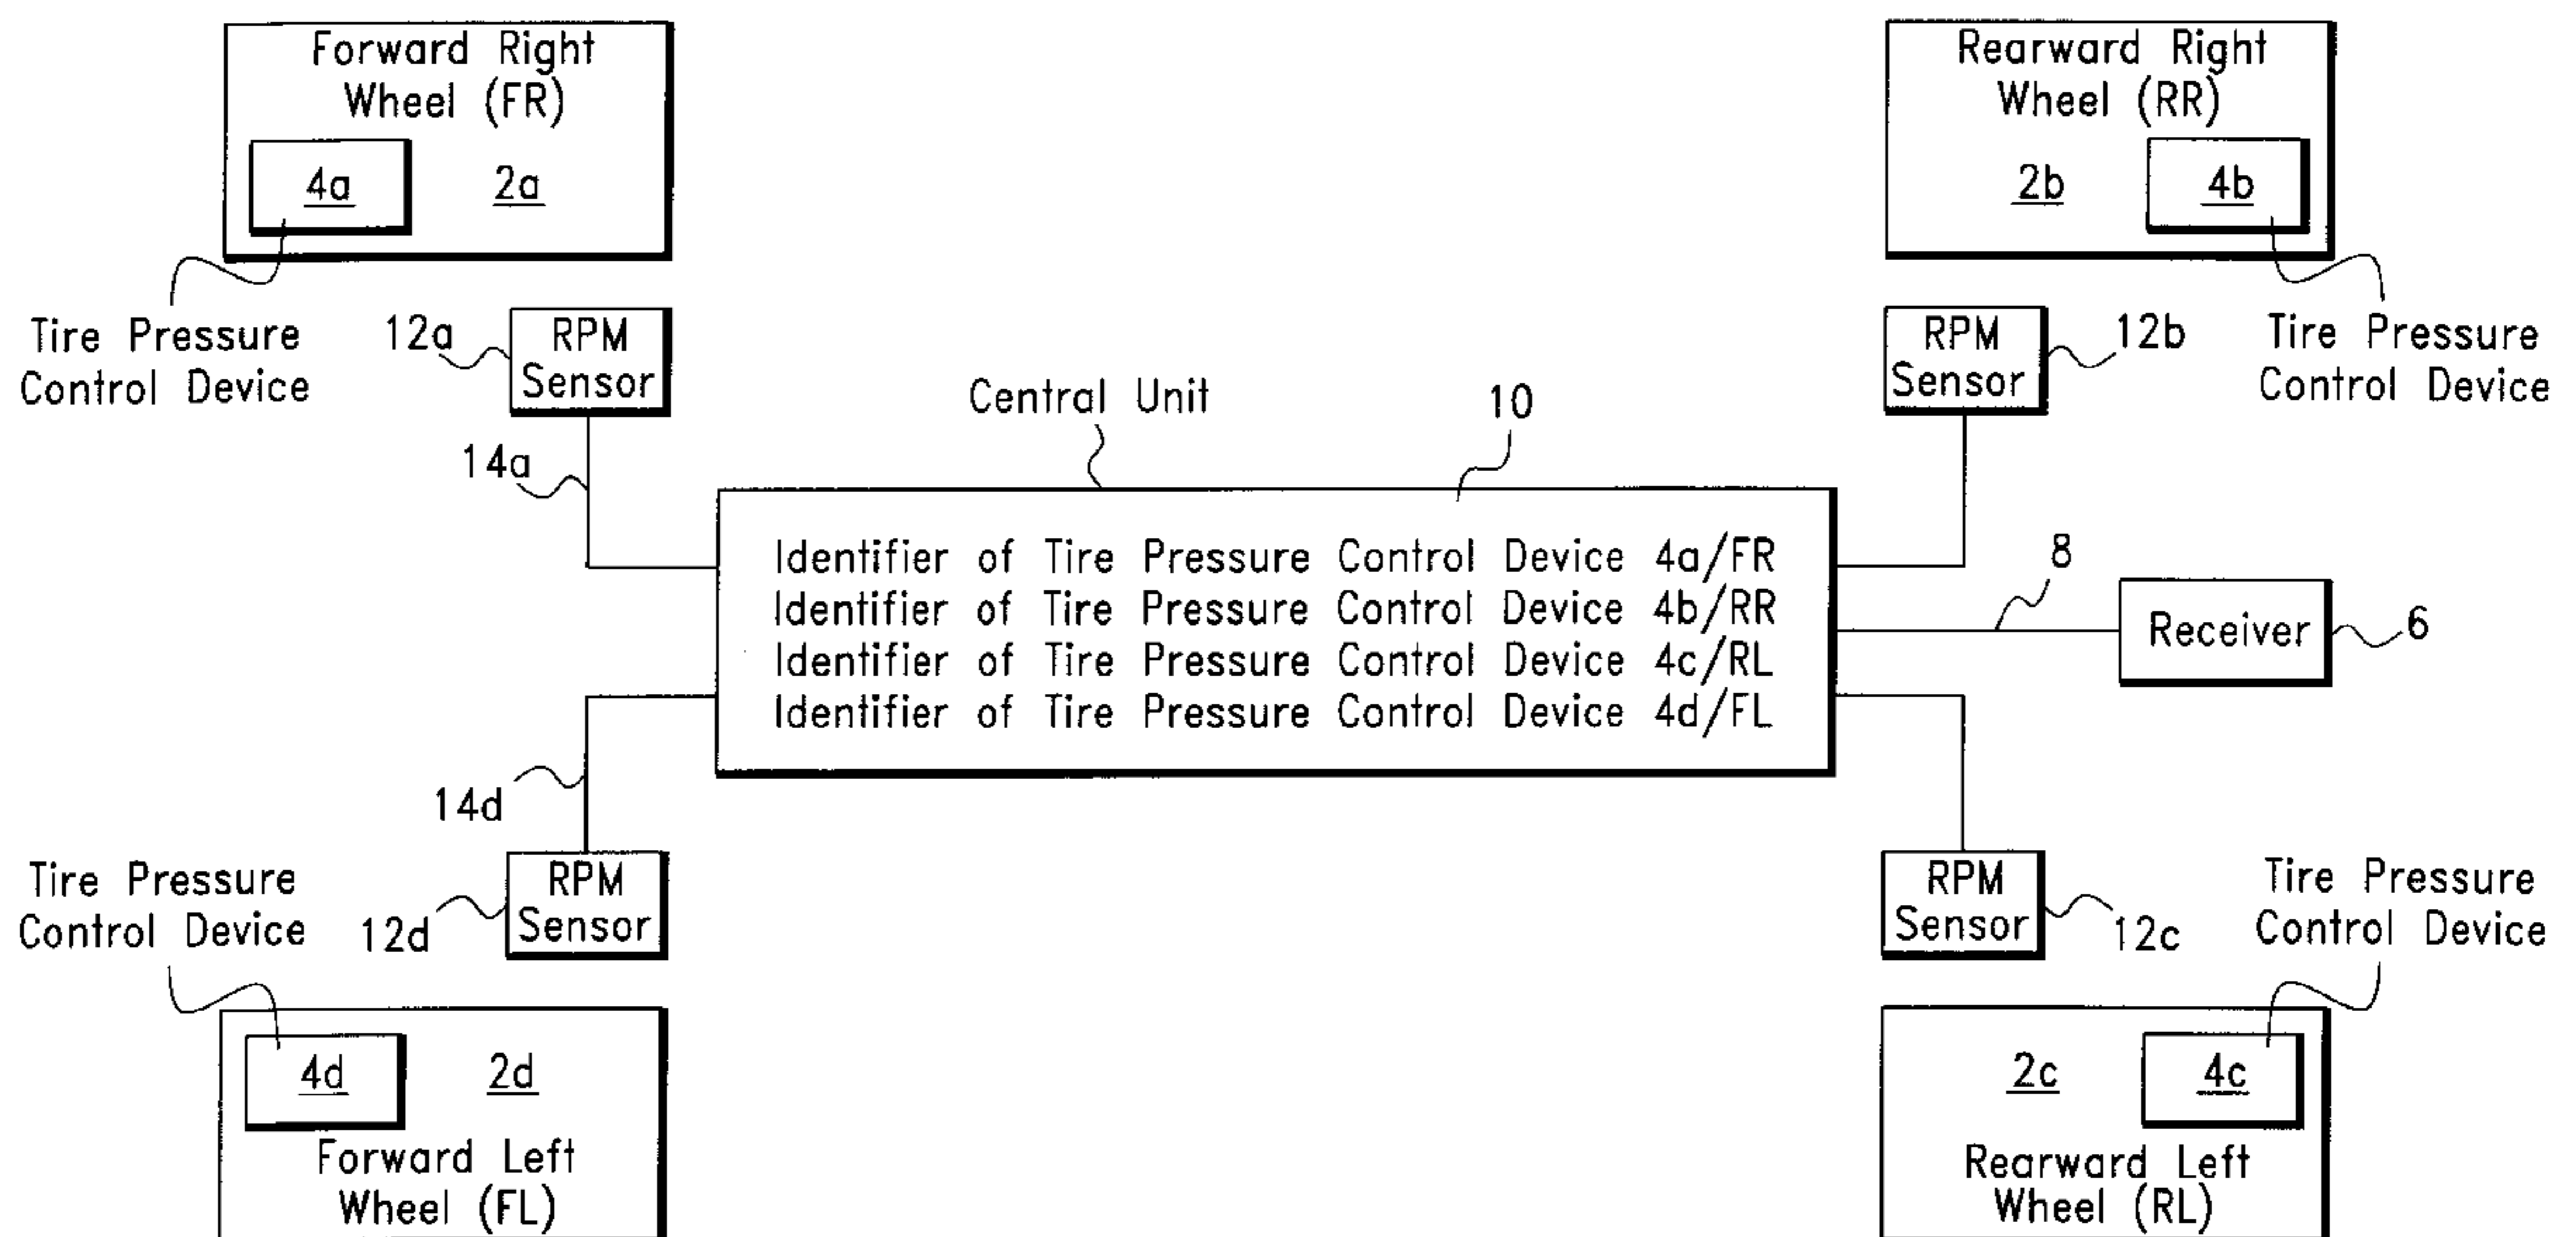 Forward Right
Wheel (FR)
4a
2a
Rearward Right
Wheel (RR)
2b
4b
Tire Pressure
Control Device
12a
RPM
Sensor
RPM
Sensor
12b
Tire Pressure
Control Device
14a
Central Unit
10
Identifier of Tire Pressure Control Device 4a/FR
Identifier of Tire Pressure Control Device 4b/RR
Identifier of Tire Pressure Control Device 4c/RL
Identifier of Tire Pressure Control Device 4d/FL
8
Receiver
6
14d
Tire Pressure
Control Device
12d
RPM
Sensor
RPM
Sensor
12c
Tire Pressure
Control Device
4d
2d
Forward Left
Wheel (FL)
2c
4c
Rearward Left
Wheel (RL)